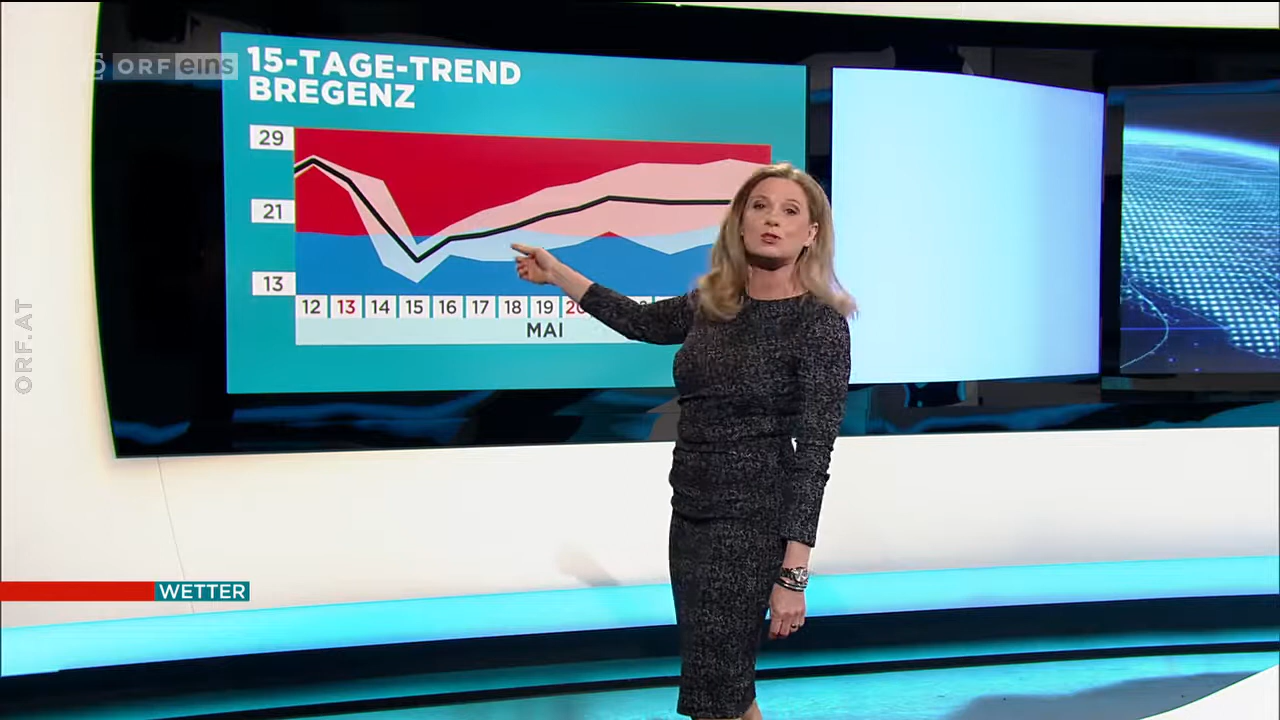 ORF eins
15-TAGE-TREND
BREGENZ
29
21
13
12 13 14 15 16 17 18 19
MAI
ORF.AT
WETTER